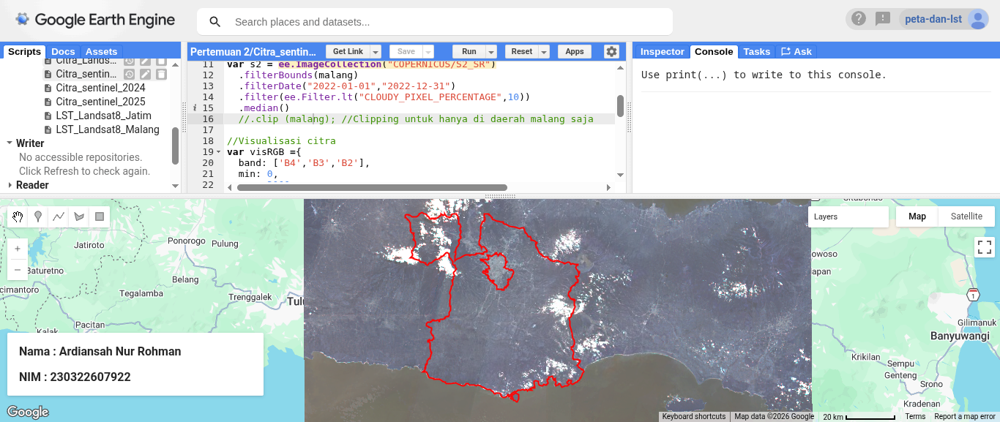 Google Earth Engine
Search places and datasets...
peta-dan-lst
Scripts Docs Assets
Citra_Lands...
Citra_sentin...
Citra_sentinel_2024
Citra_sentinel_2025
LST_Landsat8_Jatim
LST_Landsat8_Malang
Writer
No accessible repositories.
Click Refresh to check again.
Reader
Pertemuan 2/Citra_sentin...
Get Link
Save
Run
Reset
Apps
11 var s2 = ee.ImageCollection("COPERNICUS/S2_SR")
12 .filterBounds(malang)
13 .filterDate("2022-01-01","2022-12-31")
14 .filter(ee.Filter.lt("CLOUDY_PIXEL_PERCENTAGE",10))
i 15 .median()
16 //.clip (malang); //Clipping untuk hanya di daerah malang saja
17
18 //Visualisasi citra
19 var visRGB ={
20 band: ['B4','B3','B2'],
21 min: 0,
22
Inspector Console Tasks Ask
Use print(...) to write to this console.
Situbondo
Layers
Map Satellite
Jatiroto
Ponorogo
Pulung
Baturetno
Belang
cimantoro
Tegalamba
Trenggalek
Tulu
Pacitan
Kalak
owoso
apan
1
Gilimanuk
Banyuwangi
Krikilan
Sempu
Genteng
Srono
Kradenan
Nama : Ardiansah Nur Rohman
NIM : 230322607922
Google
Keyboard shortcuts
Map data ©2026 Google
20 km
Terms
Report a map error